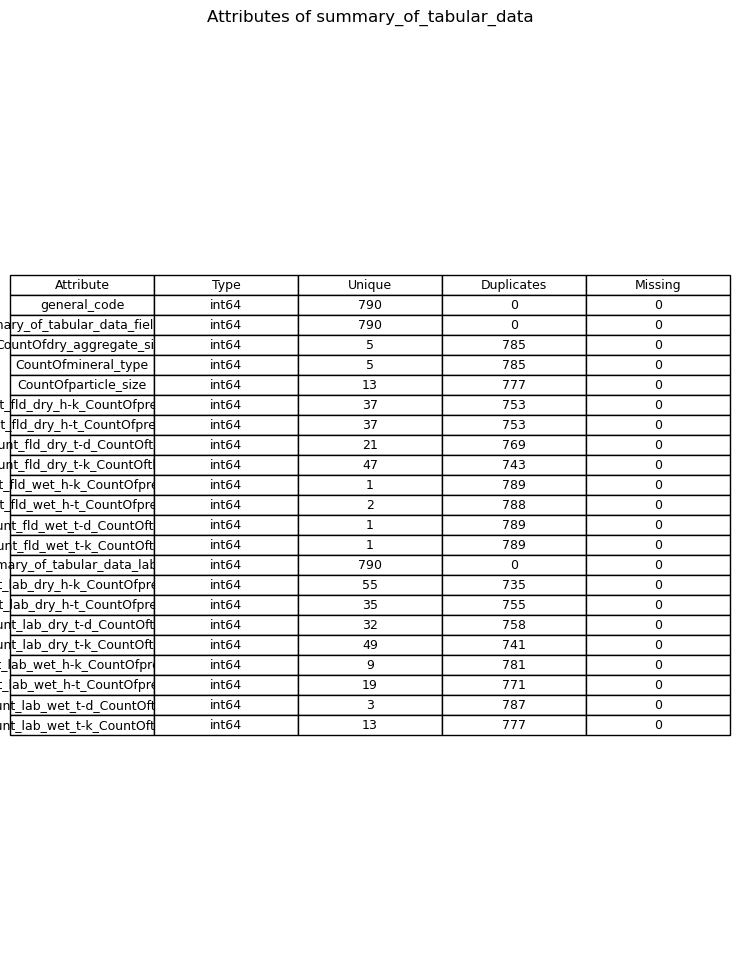 Attributes of summary_of_tabular_data
Attribute Type Unique Duplicates Missing
general_code int64 790 0 0
nary_of_tabular_data_fiel int64 790 0 0
CountOfdry_aggregate_si int64 5 785 0
CountOfmineral_type int64 5 785 0
CountOfparticle_size int64 13 777 0
t_fld_dry_h-k_CountOfpre int64 37 753 0
t_fld_dry_h-t_CountOfpre int64 37 753 0
unt_fld_dry_t-d_CountOft int64 21 769 0
unt_fld_dry_t-k_CountOft int64 47 743 0
t_fld_wet_h-k_CountOfpre int64 1 789 0
t_fld_wet_h-t_CountOfpre int64 2 788 0
unt_fld_wet_t-d_CountOft int64 1 789 0
unt_fld_wet_t-k_CountOft int64 1 789 0
mary_of_tabular_data_lab int64 790 0 0
t_lab_dry_h-k_CountOfpre int64 55 735 0
t_lab_dry_h-t_CountOfpre int64 35 755 0
unt_lab_dry_t-d_CountOft int64 32 758 0
unt_lab_dry_t-k_CountOft int64 49 741 0
t_lab_wet_h-k_CountOfpre int64 9 781 0
t_lab_wet_h-t_CountOfpre int64 19 771 0
unt_lab_wet_t-d_CountOft int64 3 787 0
unt_lab_wet_t-k_CountOft int64 13 777 0